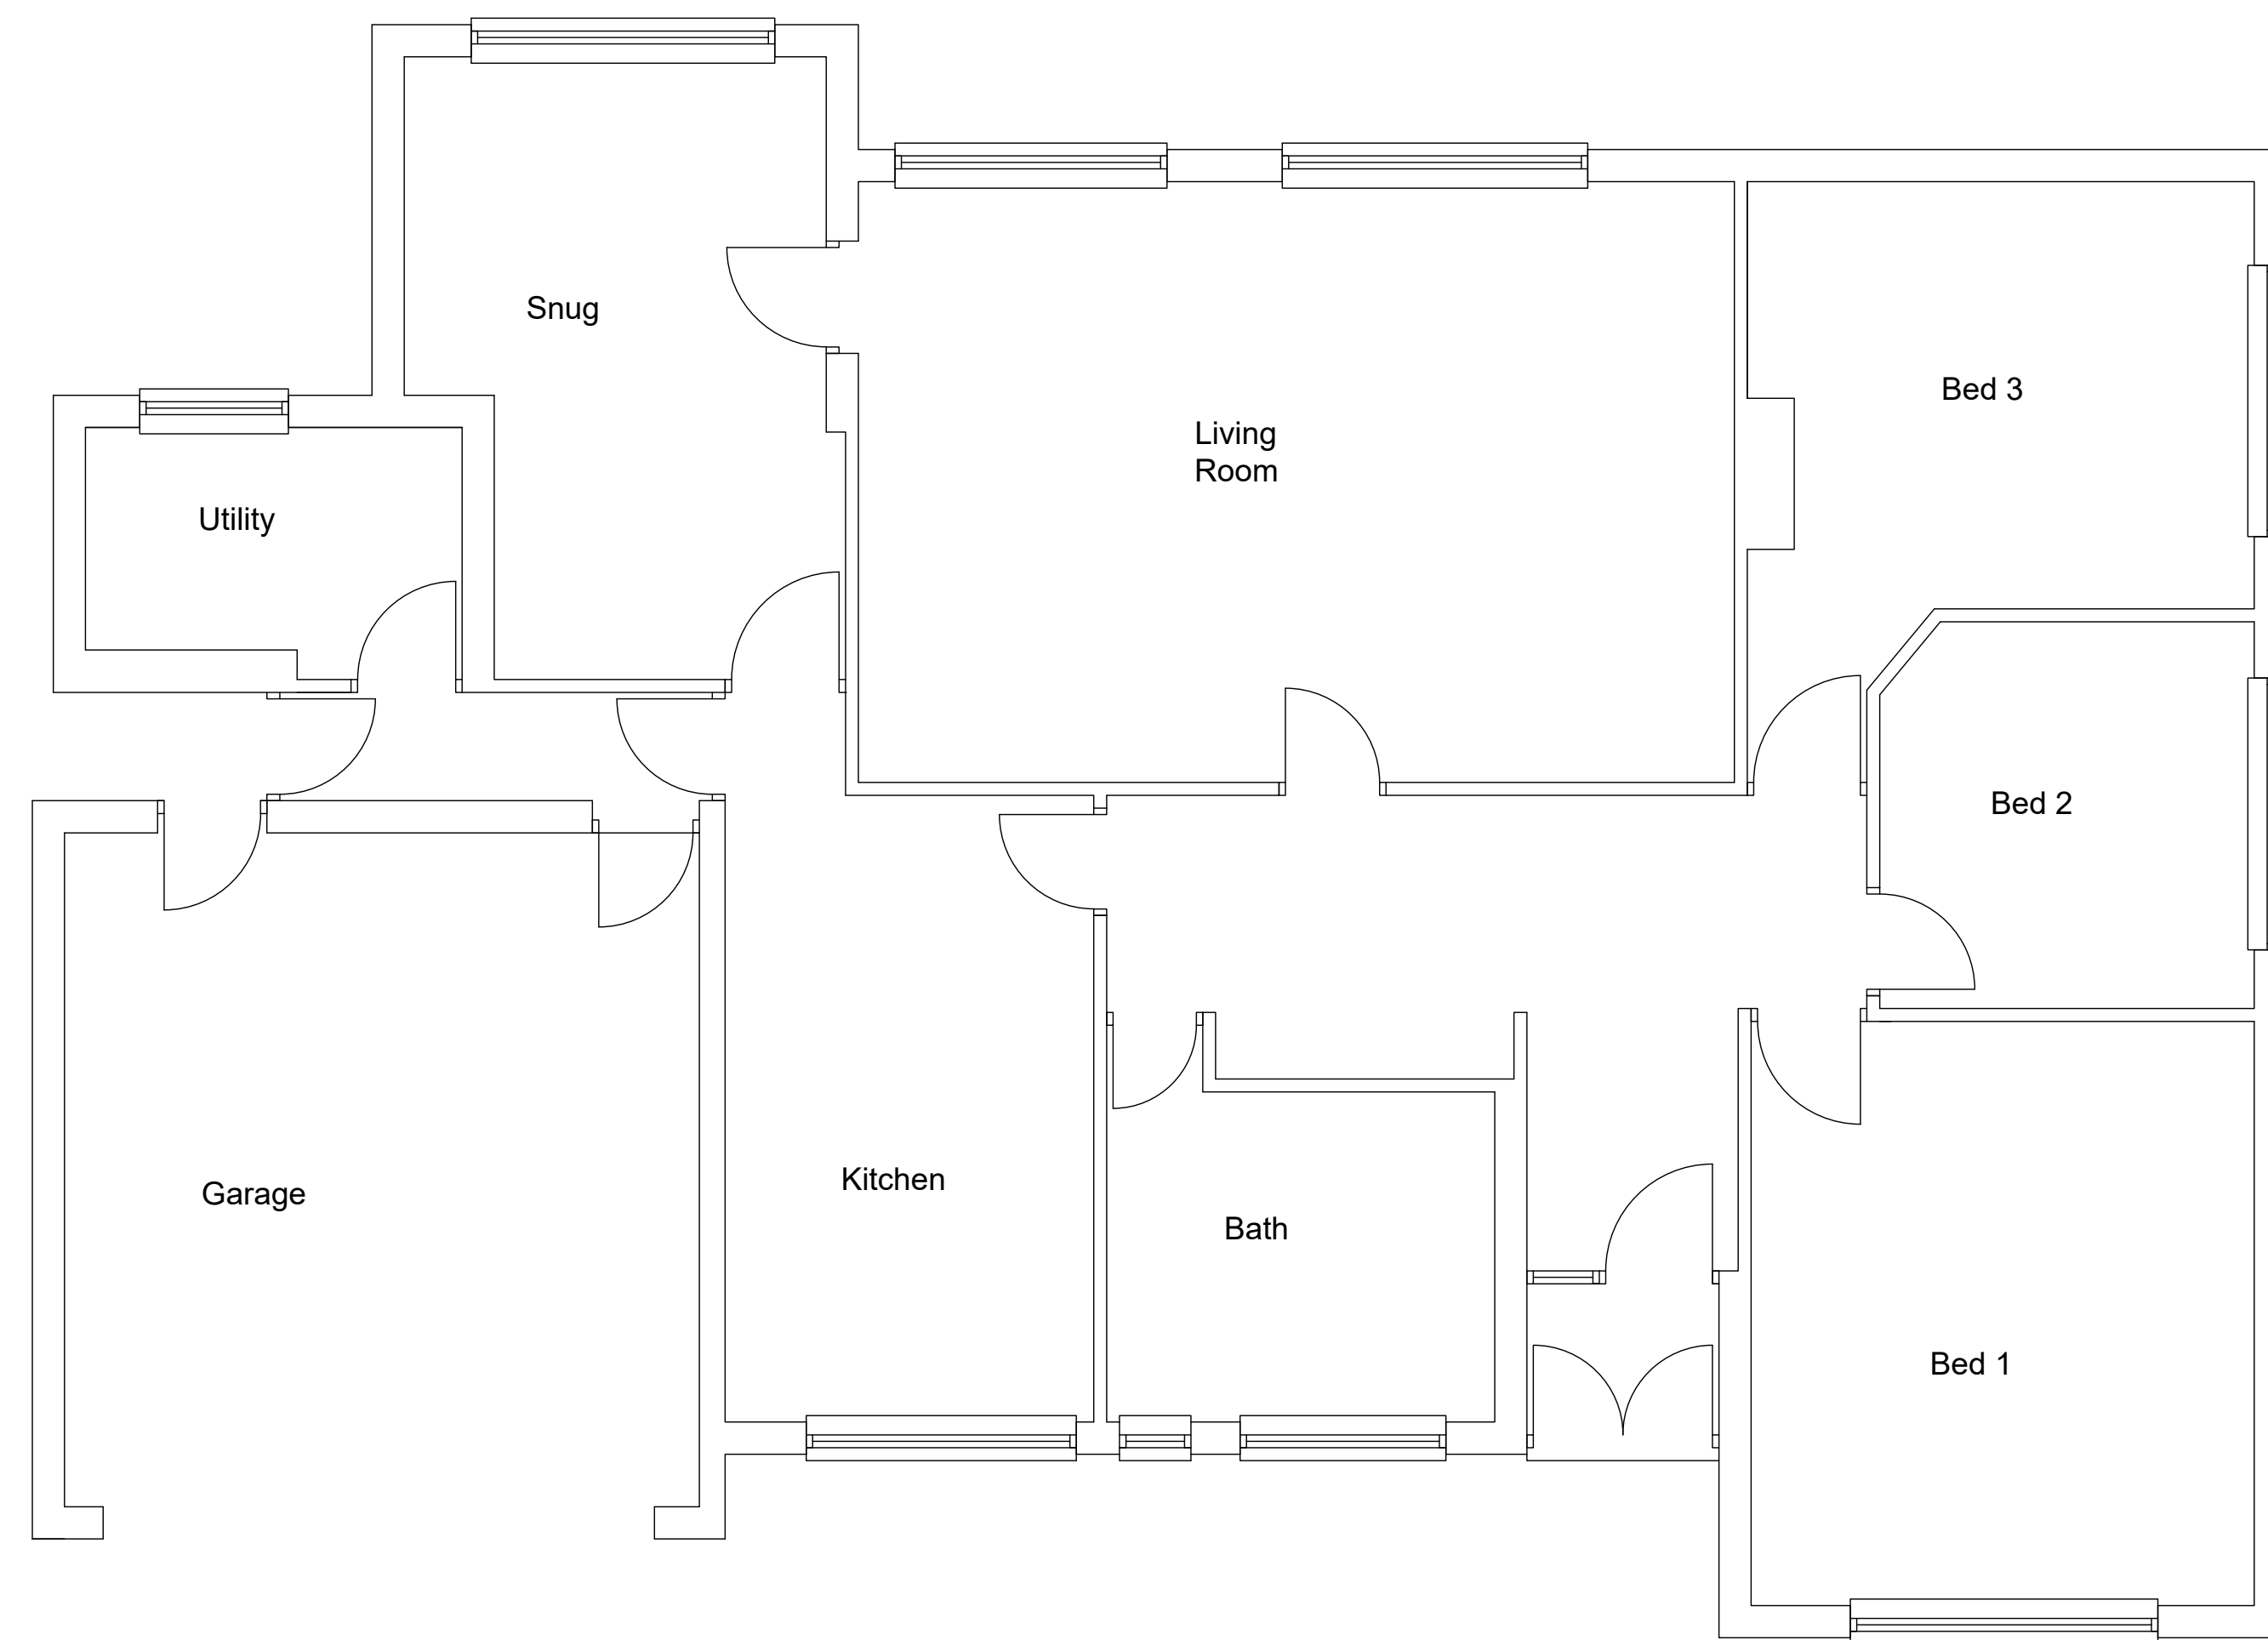 Snug
Bed 3
Living
Room
Utility
Bed 2
Kitchen
Garage
Bath
Bed 1